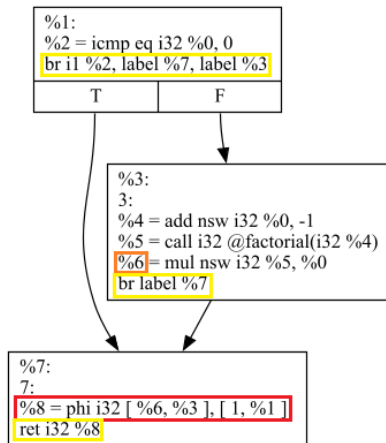 %1:
%2 = icmp eq i32 %0, 0
br i1 %2, label %7, label %3
T F
%3:
3:
%4 = add nsw i32 %0, -1
%5 = call i32 @factorial(i32 %4)
%6 = mul nsw i32 %5, %0
br label %7
%7:
7:
%8 = phi i32 [ %6, %3 ], [ 1, %1 ]
ret i32 %8